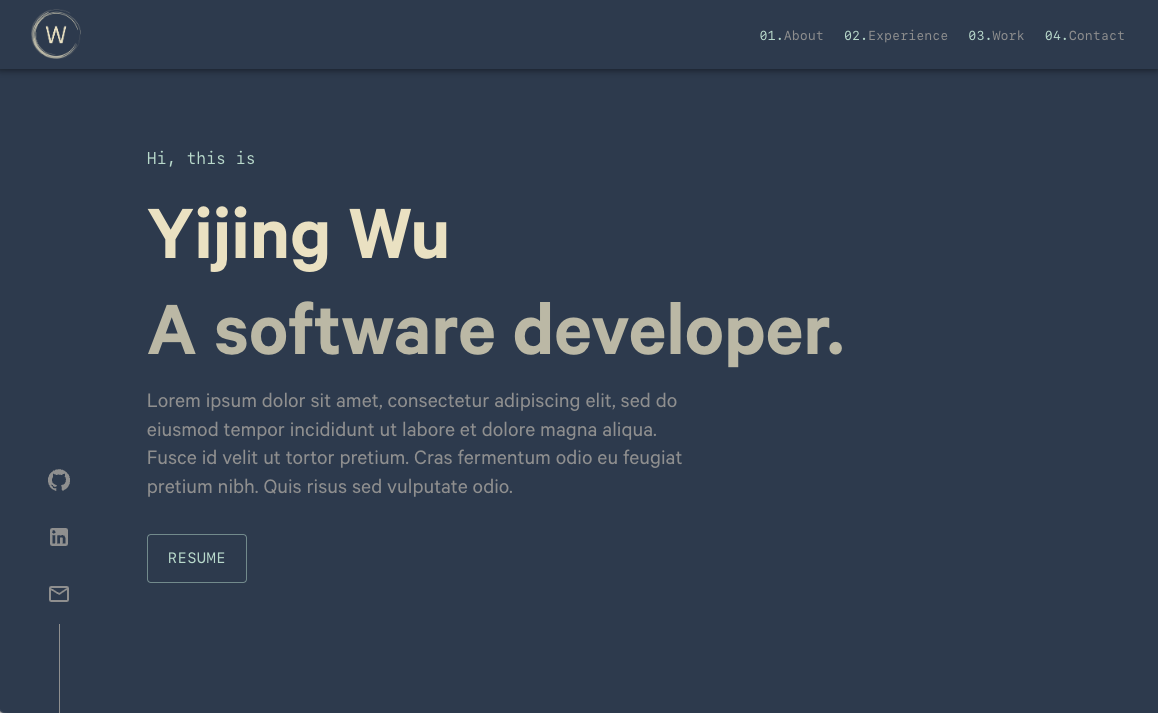 W
01.About 02.Experience 03.Work 04.Contact
Hi, this is
Yijing Wu
A software developer.
Lorem ipsum dolor sit amet, consectetur adipiscing elit, sed do
eiusmod tempor incididunt ut labore et dolore magna aliqua.
Fusce id velit ut tortor pretium. Cras fermentum odio eu feugiat
pretium nibh. Quis risus sed vulputate odio.
in
RESUME